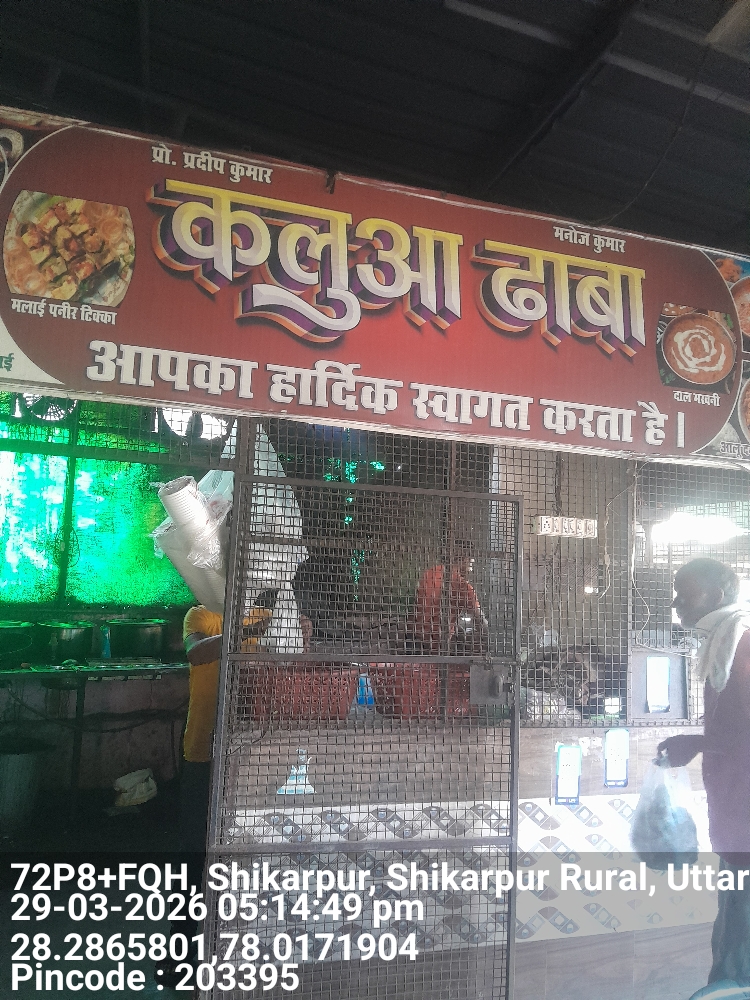 प्रो. प्रदीप कुमार
मनोज कुमार
कलुआ ढाबा
मलाई पनीर टिक्का
दाल मखनी
आपका हार्दिक स्वागत करता है।
72P8+FQH, Shikarpur, Shikarpur Rural, Uttar
29-03-2026 05:14:49 pm
28.2865801,78.0171904
Pincode : 203395